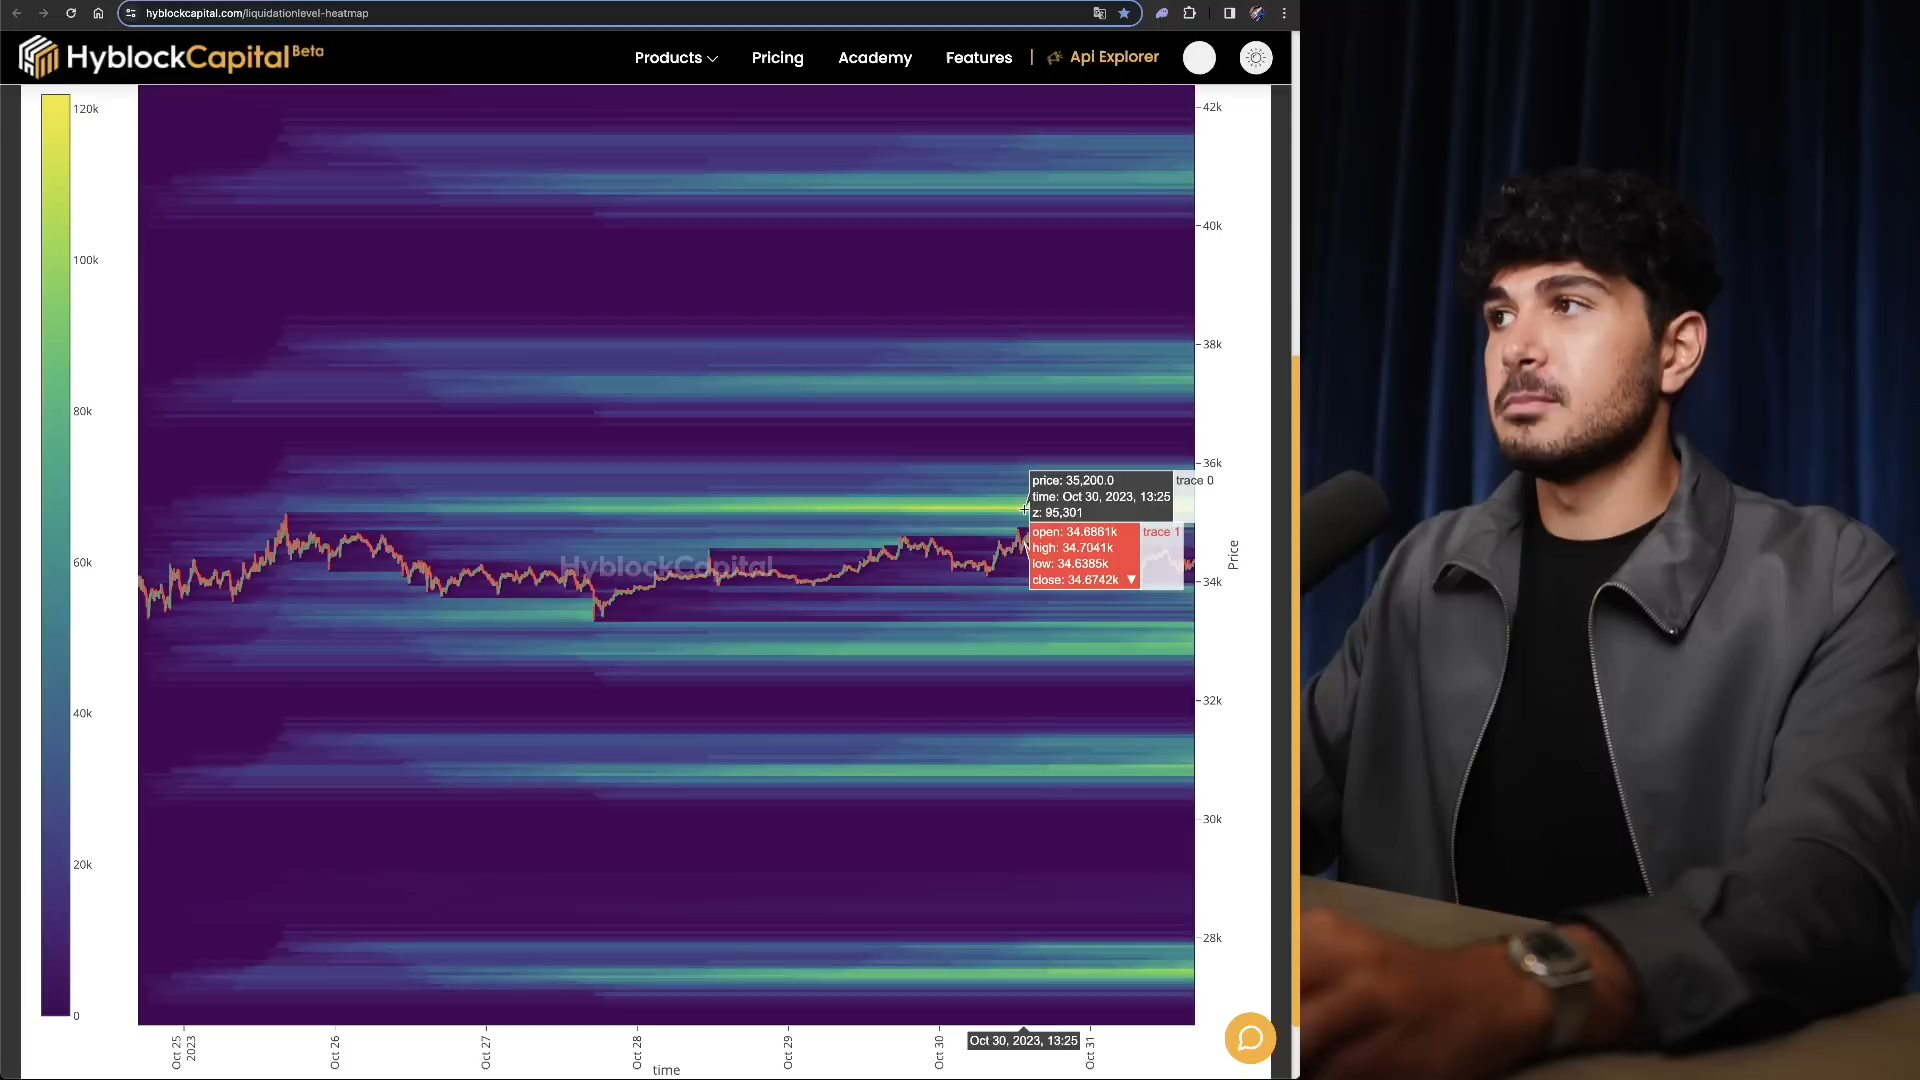 hyblockcapital.com/liquidationlevel-heatmap
HyblockCapital Beta
Products
Pricing
Academy
Features
Api Explorer
120k
100k
80k
60k
40k
20k
0
42k
40k
38k
36k
34k
32k
30k
28k
Price
HyblockCapital
price: 35,200.0
time: Oct 30, 2023, 13:25
z: 95,301
trace 0
open: 34.6861k
high: 34.7041k
low: 34.6385k
close: 34.6742k ▼
trace 1
Oct 25
2023
Oct 26
Oct 27
Oct 28
Oct 29
Oct 30
Oct 30, 2023, 13:25
Oct 31
time